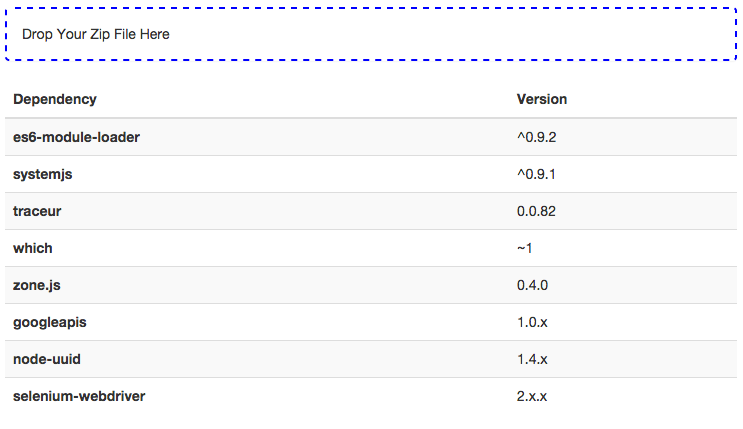 Drop Your Zip File Here
Dependency Version
es6-module-loader ^0.9.2
systemjs ^0.9.1
traceur 0.0.82
which ~1
zone.js 0.4.0
googleapis 1.0.x
node-uuid 1.4.x
selenium-webdriver 2.x.x